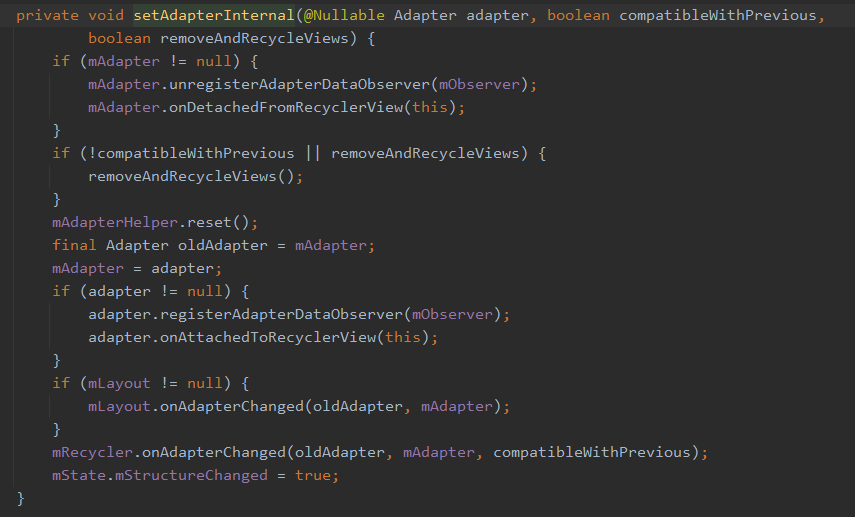 private void setAdapterInternal(@Nullable Adapter adapter, boolean compatibleWithPrevious,
        boolean removeAndRecycleViews) {
    if (mAdapter != null) {
        mAdapter.unregisterAdapterDataObserver(mObserver);
        mAdapter.onDetachedFromRecyclerView(this);
    }
    if (!compatibleWithPrevious || removeAndRecycleViews) {
        removeAndRecycleViews();
    }
    mAdapterHelper.reset();
    final Adapter oldAdapter = mAdapter;
    mAdapter = adapter;
    if (adapter != null) {
        adapter.registerAdapterDataObserver(mObserver);
        adapter.onAttachedToRecyclerView(this);
    }
    if (mLayout != null) {
        mLayout.onAdapterChanged(oldAdapter, mAdapter);
    }
    mRecycler.onAdapterChanged(oldAdapter, mAdapter, compatibleWithPrevious);
    mState.mStructureChanged = true;
}